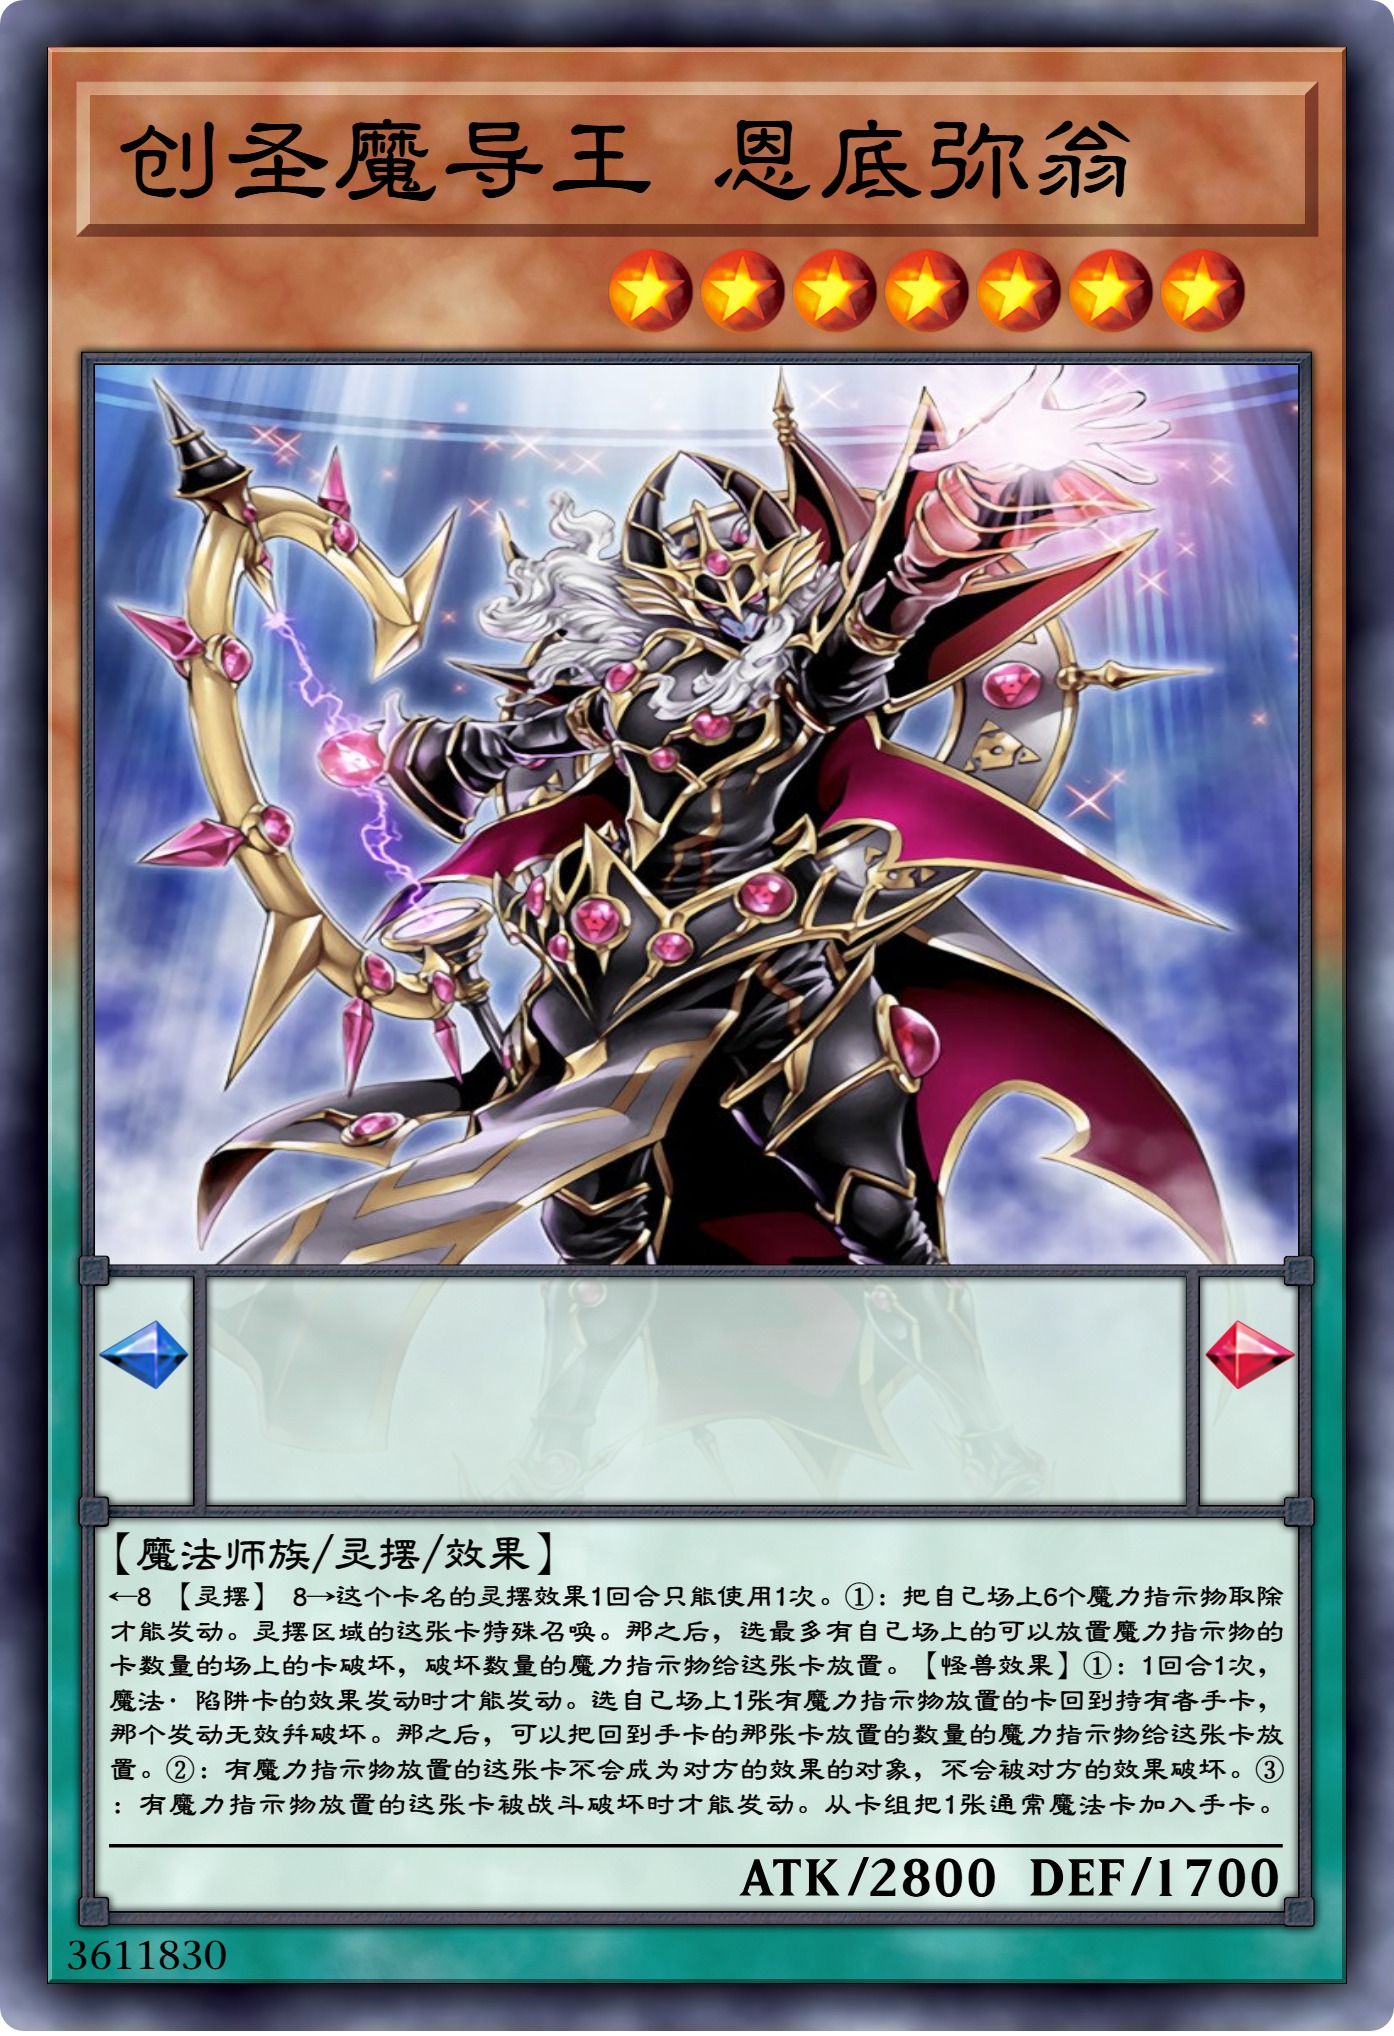 创圣魔导王 恩底弥翁
【魔法师族/灵摆/效果】
←8 【灵摆】 8→这个卡名的灵摆效果1回合只能使用1次。①：把自己场上6个魔力指示物取除
才能发动。灵摆区域的这张卡特殊召唤。那之后，选最多有自己场上的可以放置魔力指示物的
卡数量的场上的卡破坏，破坏数量的魔力指示物给这张卡放置。【怪兽效果】①：1回合1次，
魔法·陷阱卡的效果发动时才能发动。选自己场上1张有魔力指示物放置的卡回到持有者手卡，
那个发动无效并破坏。那之后，可以把回到手卡的那张卡放置的数量的魔力指示物给这张卡放
置。②：有魔力指示物放置的这张卡不会成为对方的效果的对象，不会被对方的效果破坏。③
：有魔力指示物放置的这张卡被战斗破坏时才能发动。从卡组把1张通常魔法卡加入手卡。
ATK/2800 DEF/1700
3611830